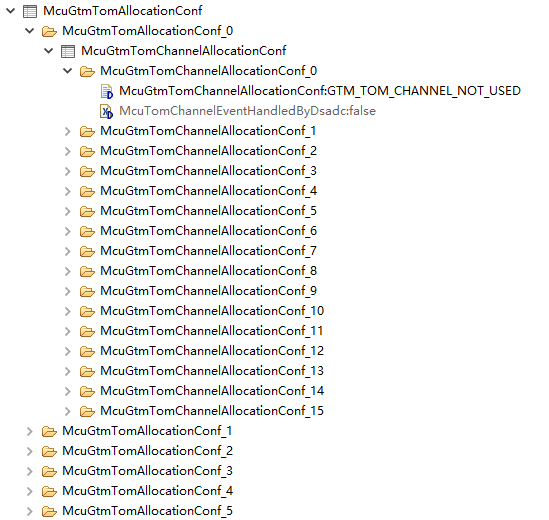 McuGtmTomAllocationConf
McuGtmTomAllocationConf_0
McuGtmTomChannelAllocationConf
McuGtmTomChannelAllocationConf_0
McuGtmTomChannelAllocationConf:GTM_TOM_CHANNEL_NOT_USED
McuTomChannelEventHandledByDsadc:false
McuGtmTomChannelAllocationConf_1
McuGtmTomChannelAllocationConf_2
McuGtmTomChannelAllocationConf_3
McuGtmTomChannelAllocationConf_4
McuGtmTomChannelAllocationConf_5
McuGtmTomChannelAllocationConf_6
McuGtmTomChannelAllocationConf_7
McuGtmTomChannelAllocationConf_8
McuGtmTomChannelAllocationConf_9
McuGtmTomChannelAllocationConf_10
McuGtmTomChannelAllocationConf_11
McuGtmTomChannelAllocationConf_12
McuGtmTomChannelAllocationConf_13
McuGtmTomChannelAllocationConf_14
McuGtmTomChannelAllocationConf_15
McuGtmTomAllocationConf_1
McuGtmTomAllocationConf_2
McuGtmTomAllocationConf_3
McuGtmTomAllocationConf_4
McuGtmTomAllocationConf_5